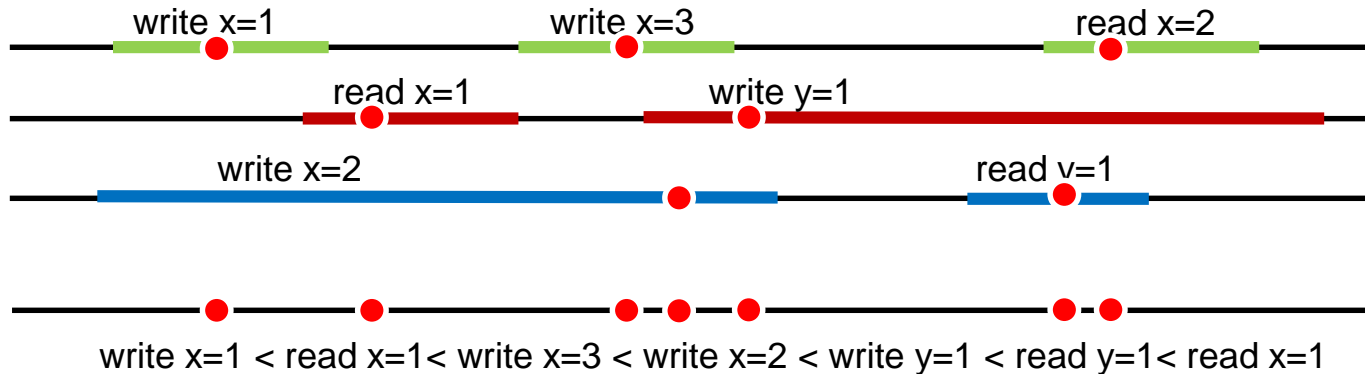 write x=1 write x=3 read x=2
read x=1 write y=1
write x=2 read y=1
write x=1 < read x=1< write x=3 < write x=2 < write y=1 < read y=1< read x=1